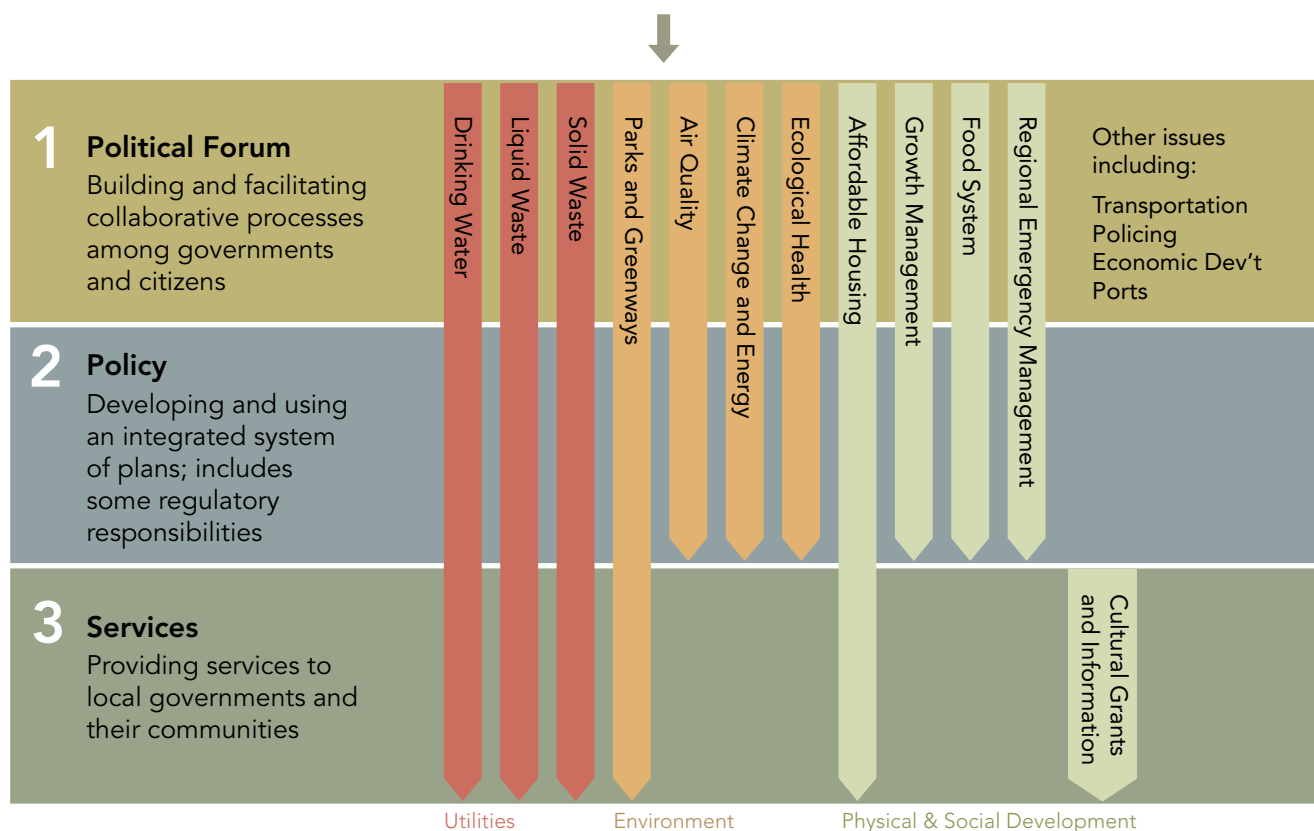 1 Political Forum
Building and facilitating
collaborative processes
among governments
and citizens
Drinking Water
Liquid Waste
Solid Waste
Parks and Greenways
Air Quality
Climate Change and Energy
Ecological Health
Affordable Housing
Growth Management
Food System
Regional Emergency Management
Other issues
including:
Transportation
Policing
Economic Dev't
Ports
2 Policy
Developing and using
an integrated system
of plans; includes
some regulatory
responsibilities
3 Services
Providing services to
local governments and
their communities
Cultural Grants
and Information
Utilities
Environment
Physical & Social Development